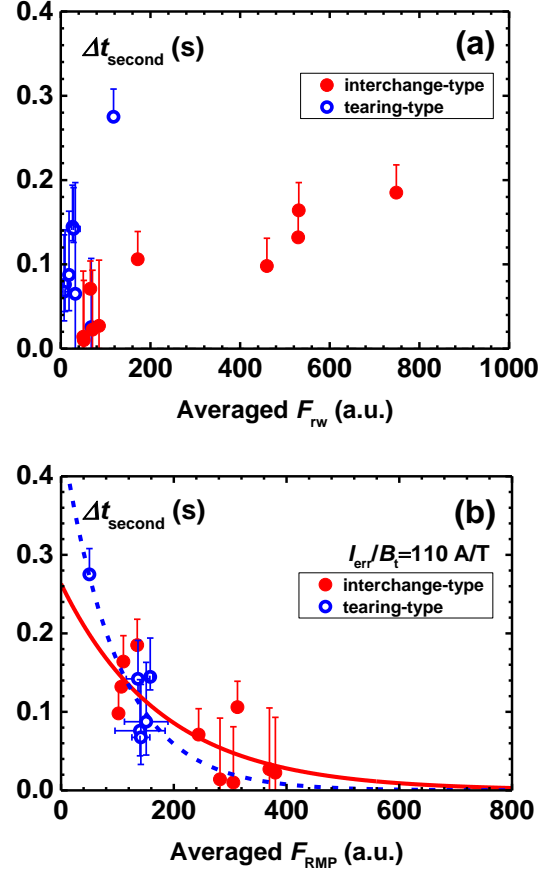 0.4
Δt_second (s)
(a)
interchange-type
tearing-type
0.3
0.2
0.1
0.0
0 200 400 600 800 1000
Averaged F_rw (a.u.)
0.4
Δt_second (s)
(b)
I_err/B_t=110 A/T
interchange-type
tearing-type
0.3
0.2
0.1
0.0
0 200 400 600 800
Averaged F_RMP (a.u.)